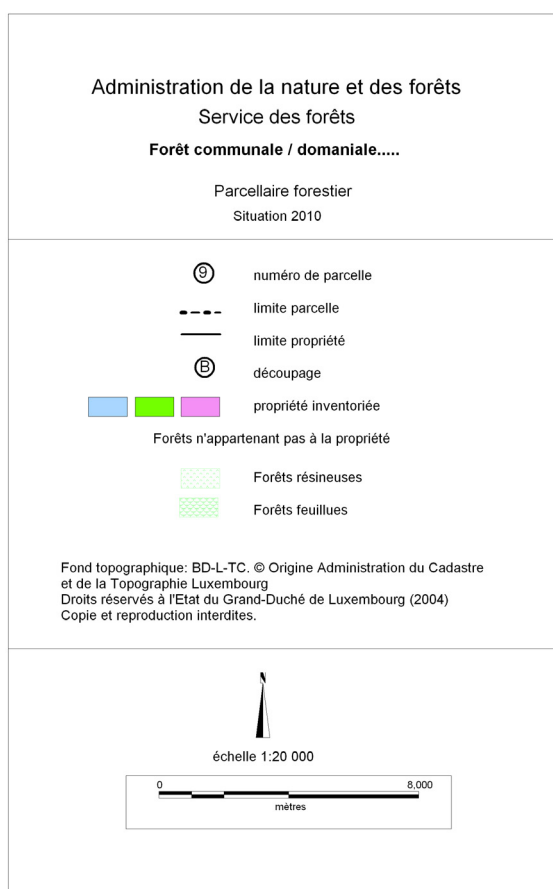 Administration de la nature et des forêts
Service des forêts
Forêt communale / domaniale.....
Parcellaire forestier
Situation 2010
9 numéro de parcelle
limite parcelle
limite propriété
B découpage
propriété inventoriée
Forêts n'appartenant pas à la propriété
Forêts résineuses
Forêts feuillues
Fond topographique: BD-L-TC. © Origine Administration du Cadastre
et de la Topographie Luxembourg
Droits réservés à l'Etat du Grand-Duché de Luxembourg (2004)
Copie et reproduction interdites.
N
échelle 1:20 000
0 8,000
mètres